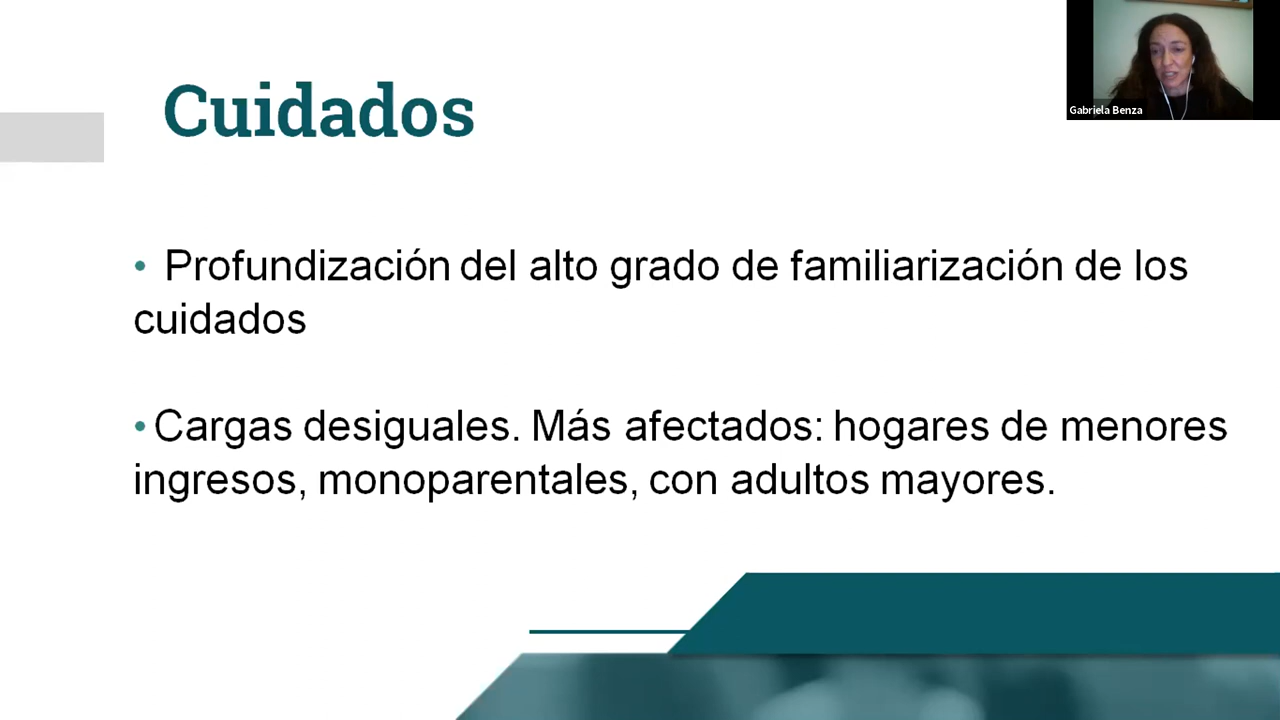 Cuidados
Gabriela Benza
• Profundización del alto grado de familiarización de los
cuidados
• Cargas desiguales. Más afectados: hogares de menores
ingresos, monoparentales, con adultos mayores.